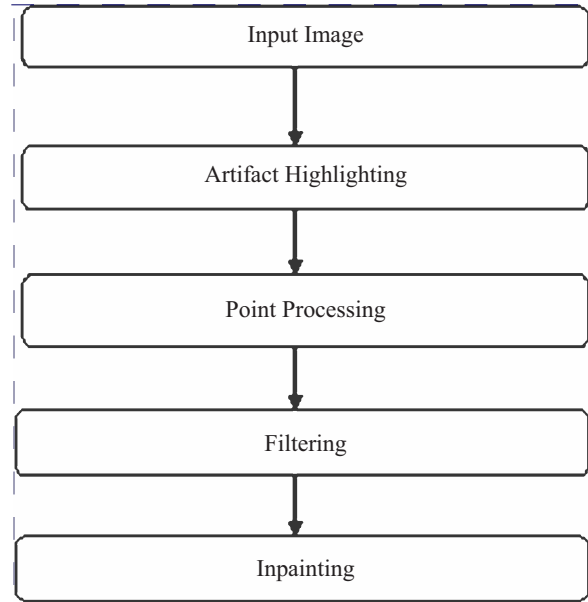 Input Image
Artifact Highlighting
Point Processing
Filtering
Inpainting